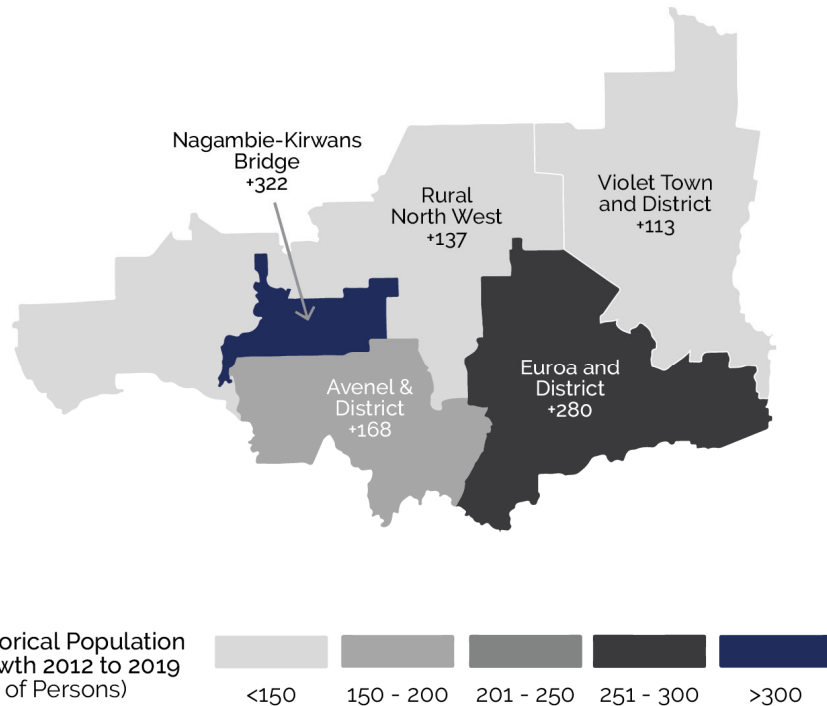 Nagambie-Kirwans
Bridge
+322
Rural
North West
+137
Violet Town
and District
+113
Avenel &
District
+168
Euroa and
District
+280
orical Population
wth 2012 to 2019
of Persons)
<150
150 - 200
201 - 250
251 - 300
>300